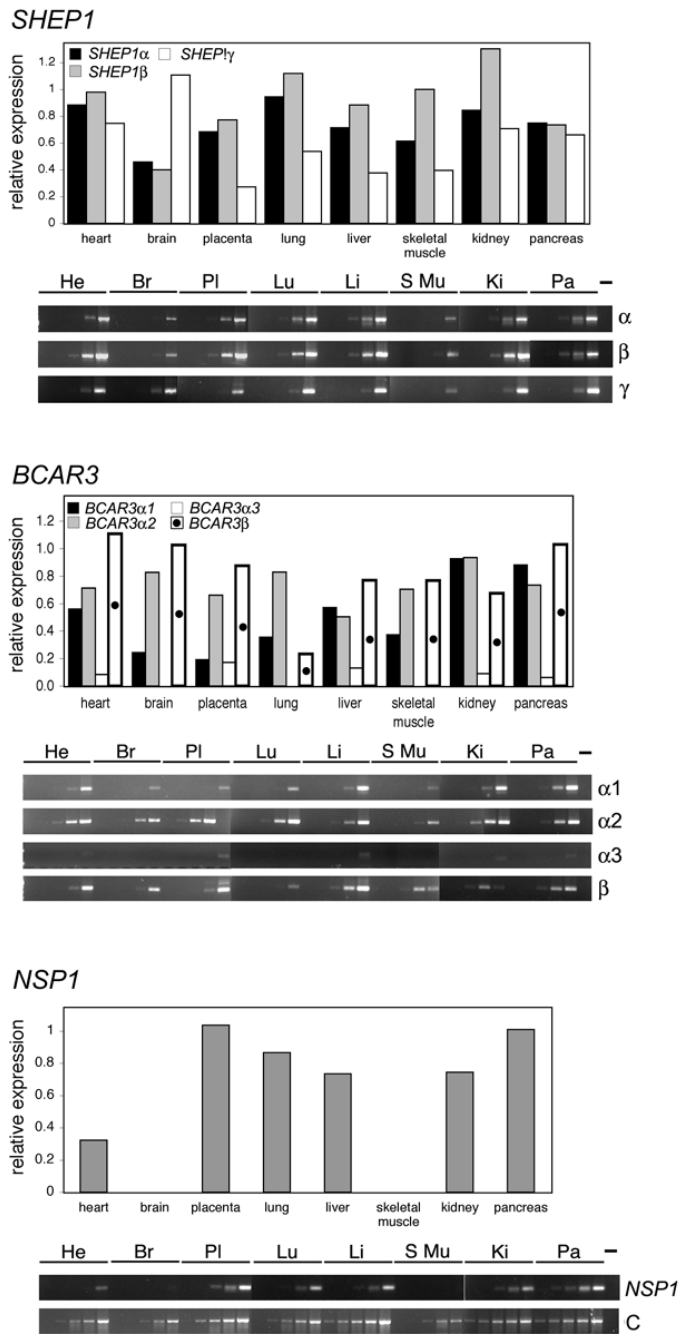 SHEP1
SHEP1α SHEP!γ
SHEP1β
relative expression
1.2
1
0.8
0.6
0.4
0.2
0
heart brain placenta lung liver skeletal muscle kidney pancreas
He Br Pl Lu Li S Mu Ki Pa –
α
β
γ
BCAR3
BCAR3α1 BCAR3α3
BCAR3α2 BCAR3β
relative expression
1.2
1.0
0.8
0.6
0.4
0.2
0.0
heart brain placenta lung liver skeletal muscle kidney pancreas
He Br Pl Lu Li S Mu Ki Pa –
α1
α2
α3
β
NSP1
relative expression
1
0.8
0.6
0.4
0.2
0
heart brain placenta lung liver skeletal muscle kidney pancreas
He Br Pl Lu Li S Mu Ki Pa –
NSP1
C